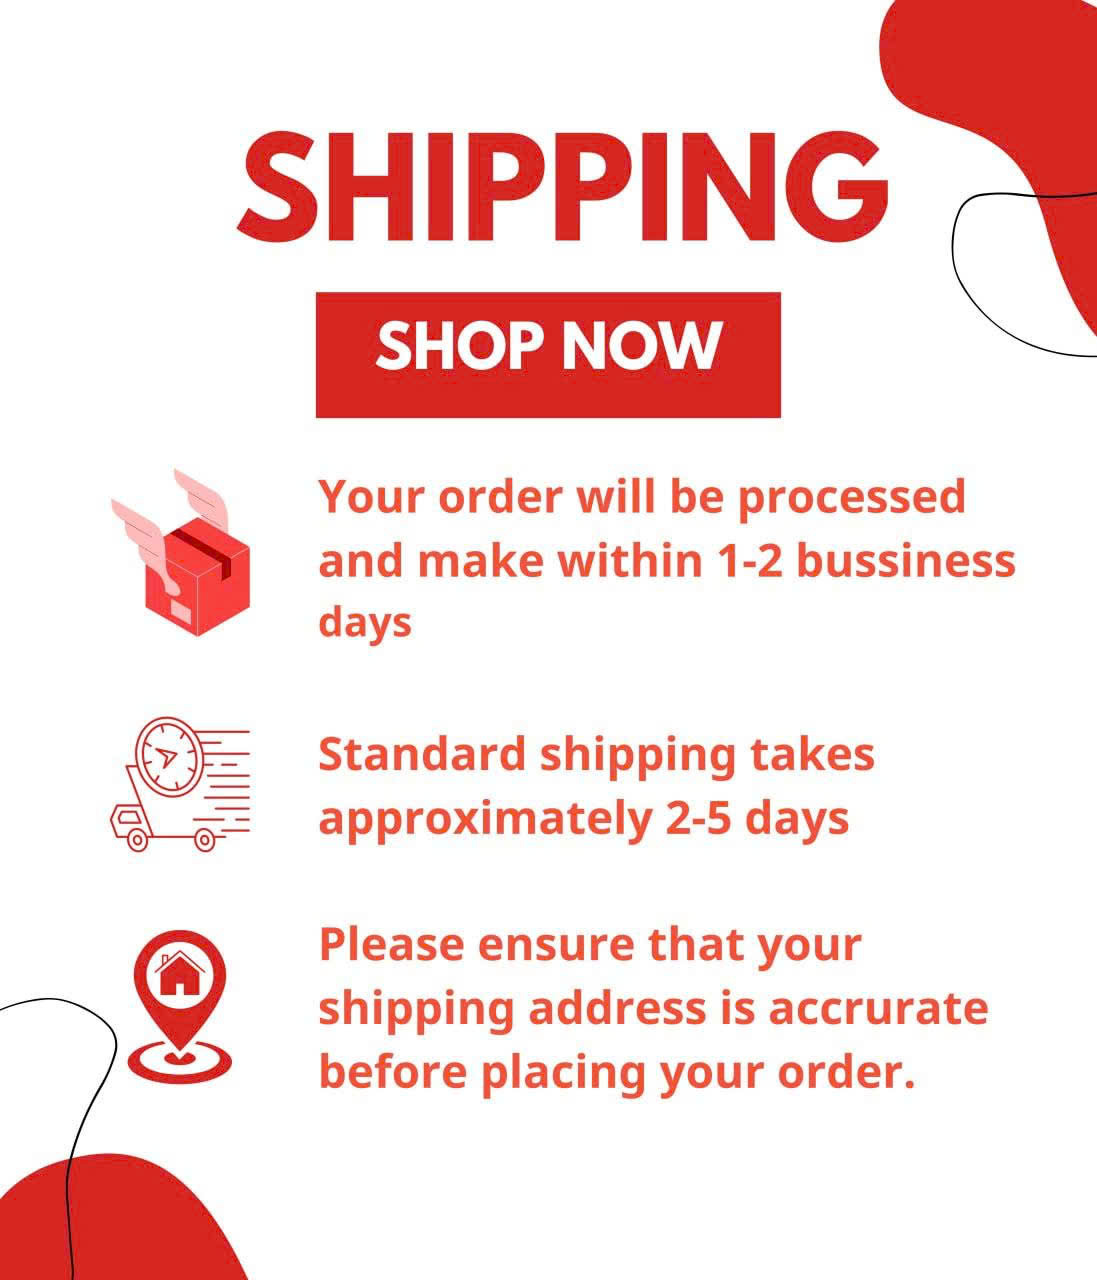 SHIPPING
SHOP NOW
Your order will be processed
and make within 1-2 bussiness
days
Standard shipping takes
approximately 2-5 days
Please ensure that your
shipping address is accrurate
before placing your order.